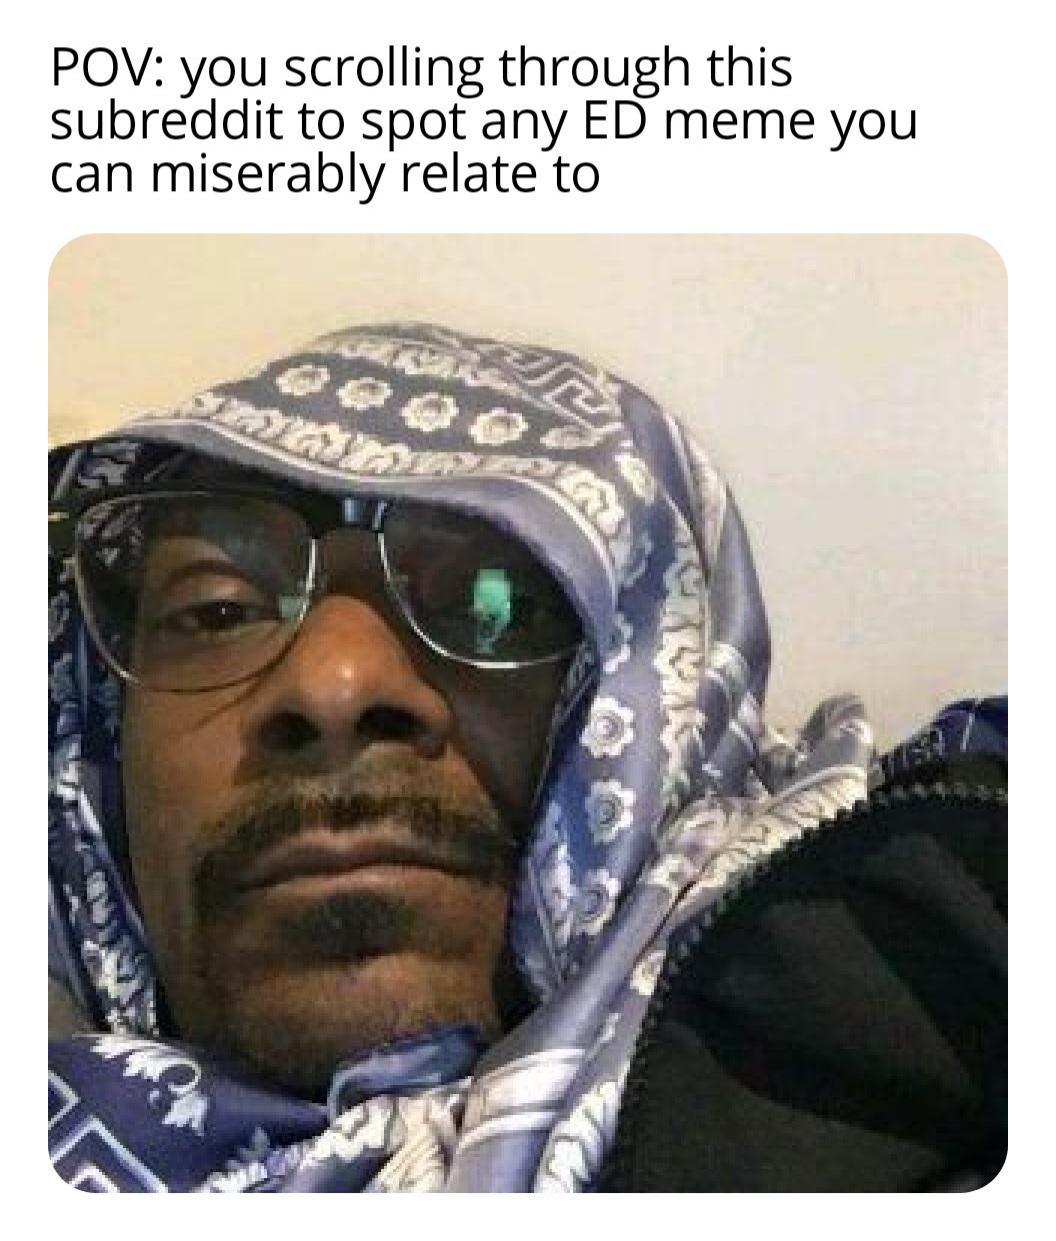 POV: you scrolling through this
subreddit to spot any ED meme you
can miserably relate to